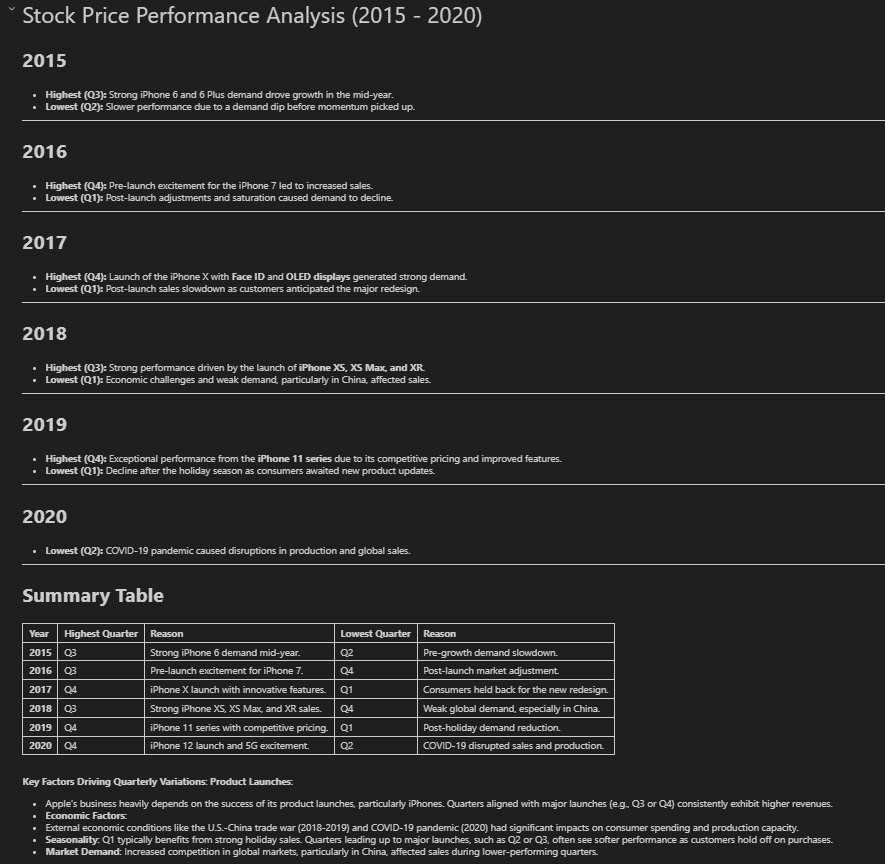 Stock Price Performance Analysis (2015 - 2020)
2015
• Highest (Q3): Strong iPhone 6 and 6 Plus demand drove growth in the mid-year.
• Lowest (Q2): Slower performance due to a demand dip before momentum picked up.
2016
• Highest (Q4): Pre-launch excitement for the iPhone 7 led to increased sales.
• Lowest (Q1): Post-launch adjustments and saturation caused demand to decline.
2017
• Highest (Q4): Launch of the iPhone X with Face ID and OLED displays generated strong demand.
• Lowest (Q1): Post-launch sales slowdown as customers anticipated the major redesign.
2018
• Highest (Q3): Strong performance driven by the launch of iPhone XS, XS Max, and XR.
• Lowest (Q1): Economic challenges and weak demand, particularly in China, affected sales.
2019
• Highest (Q4): Exceptional performance from the iPhone 11 series due to its competitive pricing and improved features.
• Lowest (Q1): Decline after the holiday season as consumers awaited new product updates.
2020
• Lowest (Q2): COVID-19 pandemic caused disruptions in production and global sales.
Summary Table
Year Highest Quarter Reason Lowest Quarter Reason
2015 Q3 Strong iPhone 6 demand mid-year. Q2 Pre-growth demand slowdown.
2016 Q3 Pre-launch excitement for iPhone 7. Q4 Post-launch market adjustment.
2017 Q4 iPhone X launch with innovative features. Q1 Consumers held back for the new redesign.
2018 Q3 Strong iPhone XS, XS Max, and XR sales. Q4 Weak global demand, especially in China.
2019 Q4 iPhone 11 series with competitive pricing. Q1 Post-holiday demand reduction.
2020 Q4 iPhone 12 launch and 5G excitement. Q2 COVID-19 disrupted sales and production.
Key Factors Driving Quarterly Variations: Product Launches:
• Apple's business heavily depends on the success of its product launches, particularly iPhones. Quarters aligned with major launches (e.g., Q3 or Q4) consistently exhibit higher revenues.
• Economic Factors:
• External economic conditions like the U.S.-China trade war (2018-2019) and COVID-19 pandemic (2020) had significant impacts on consumer spending and production capacity.
• Seasonality: Q1 typically benefits from strong holiday sales. Quarters leading up to major launches, such as Q2 or Q3, often see softer performance as customers hold off on purchases.
• Market Demand: Increased competition in global markets, particularly in China, affected sales during lower-performing quarters.